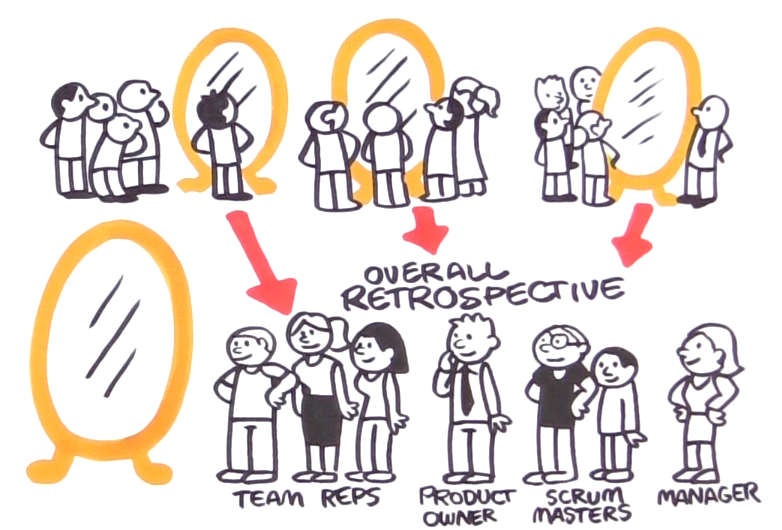 OVERALL
RETROSPECTIVE
TEAM REPS
PRODUCT
OWNER
SCRUM
MASTERS
MANAGER